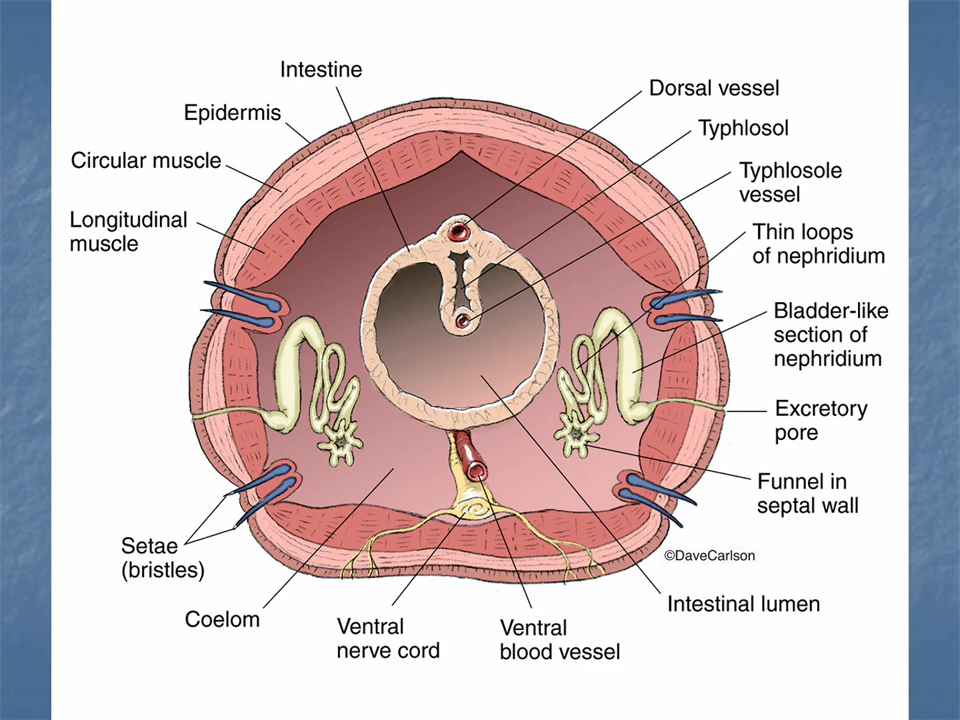 Intestine
Epidermis
Circular muscle
Longitudinal
muscle
Dorsal vessel
Typhlosol
Typhlosole
vessel
Thin loops
of nephridium
Bladder-like
section of
nephridium
Excretory
pore
Funnel in
septal wall
©DaveCarlson
Setae
(bristles)
Coelom
Ventral
nerve cord
Ventral
blood vessel
Intestinal lumen